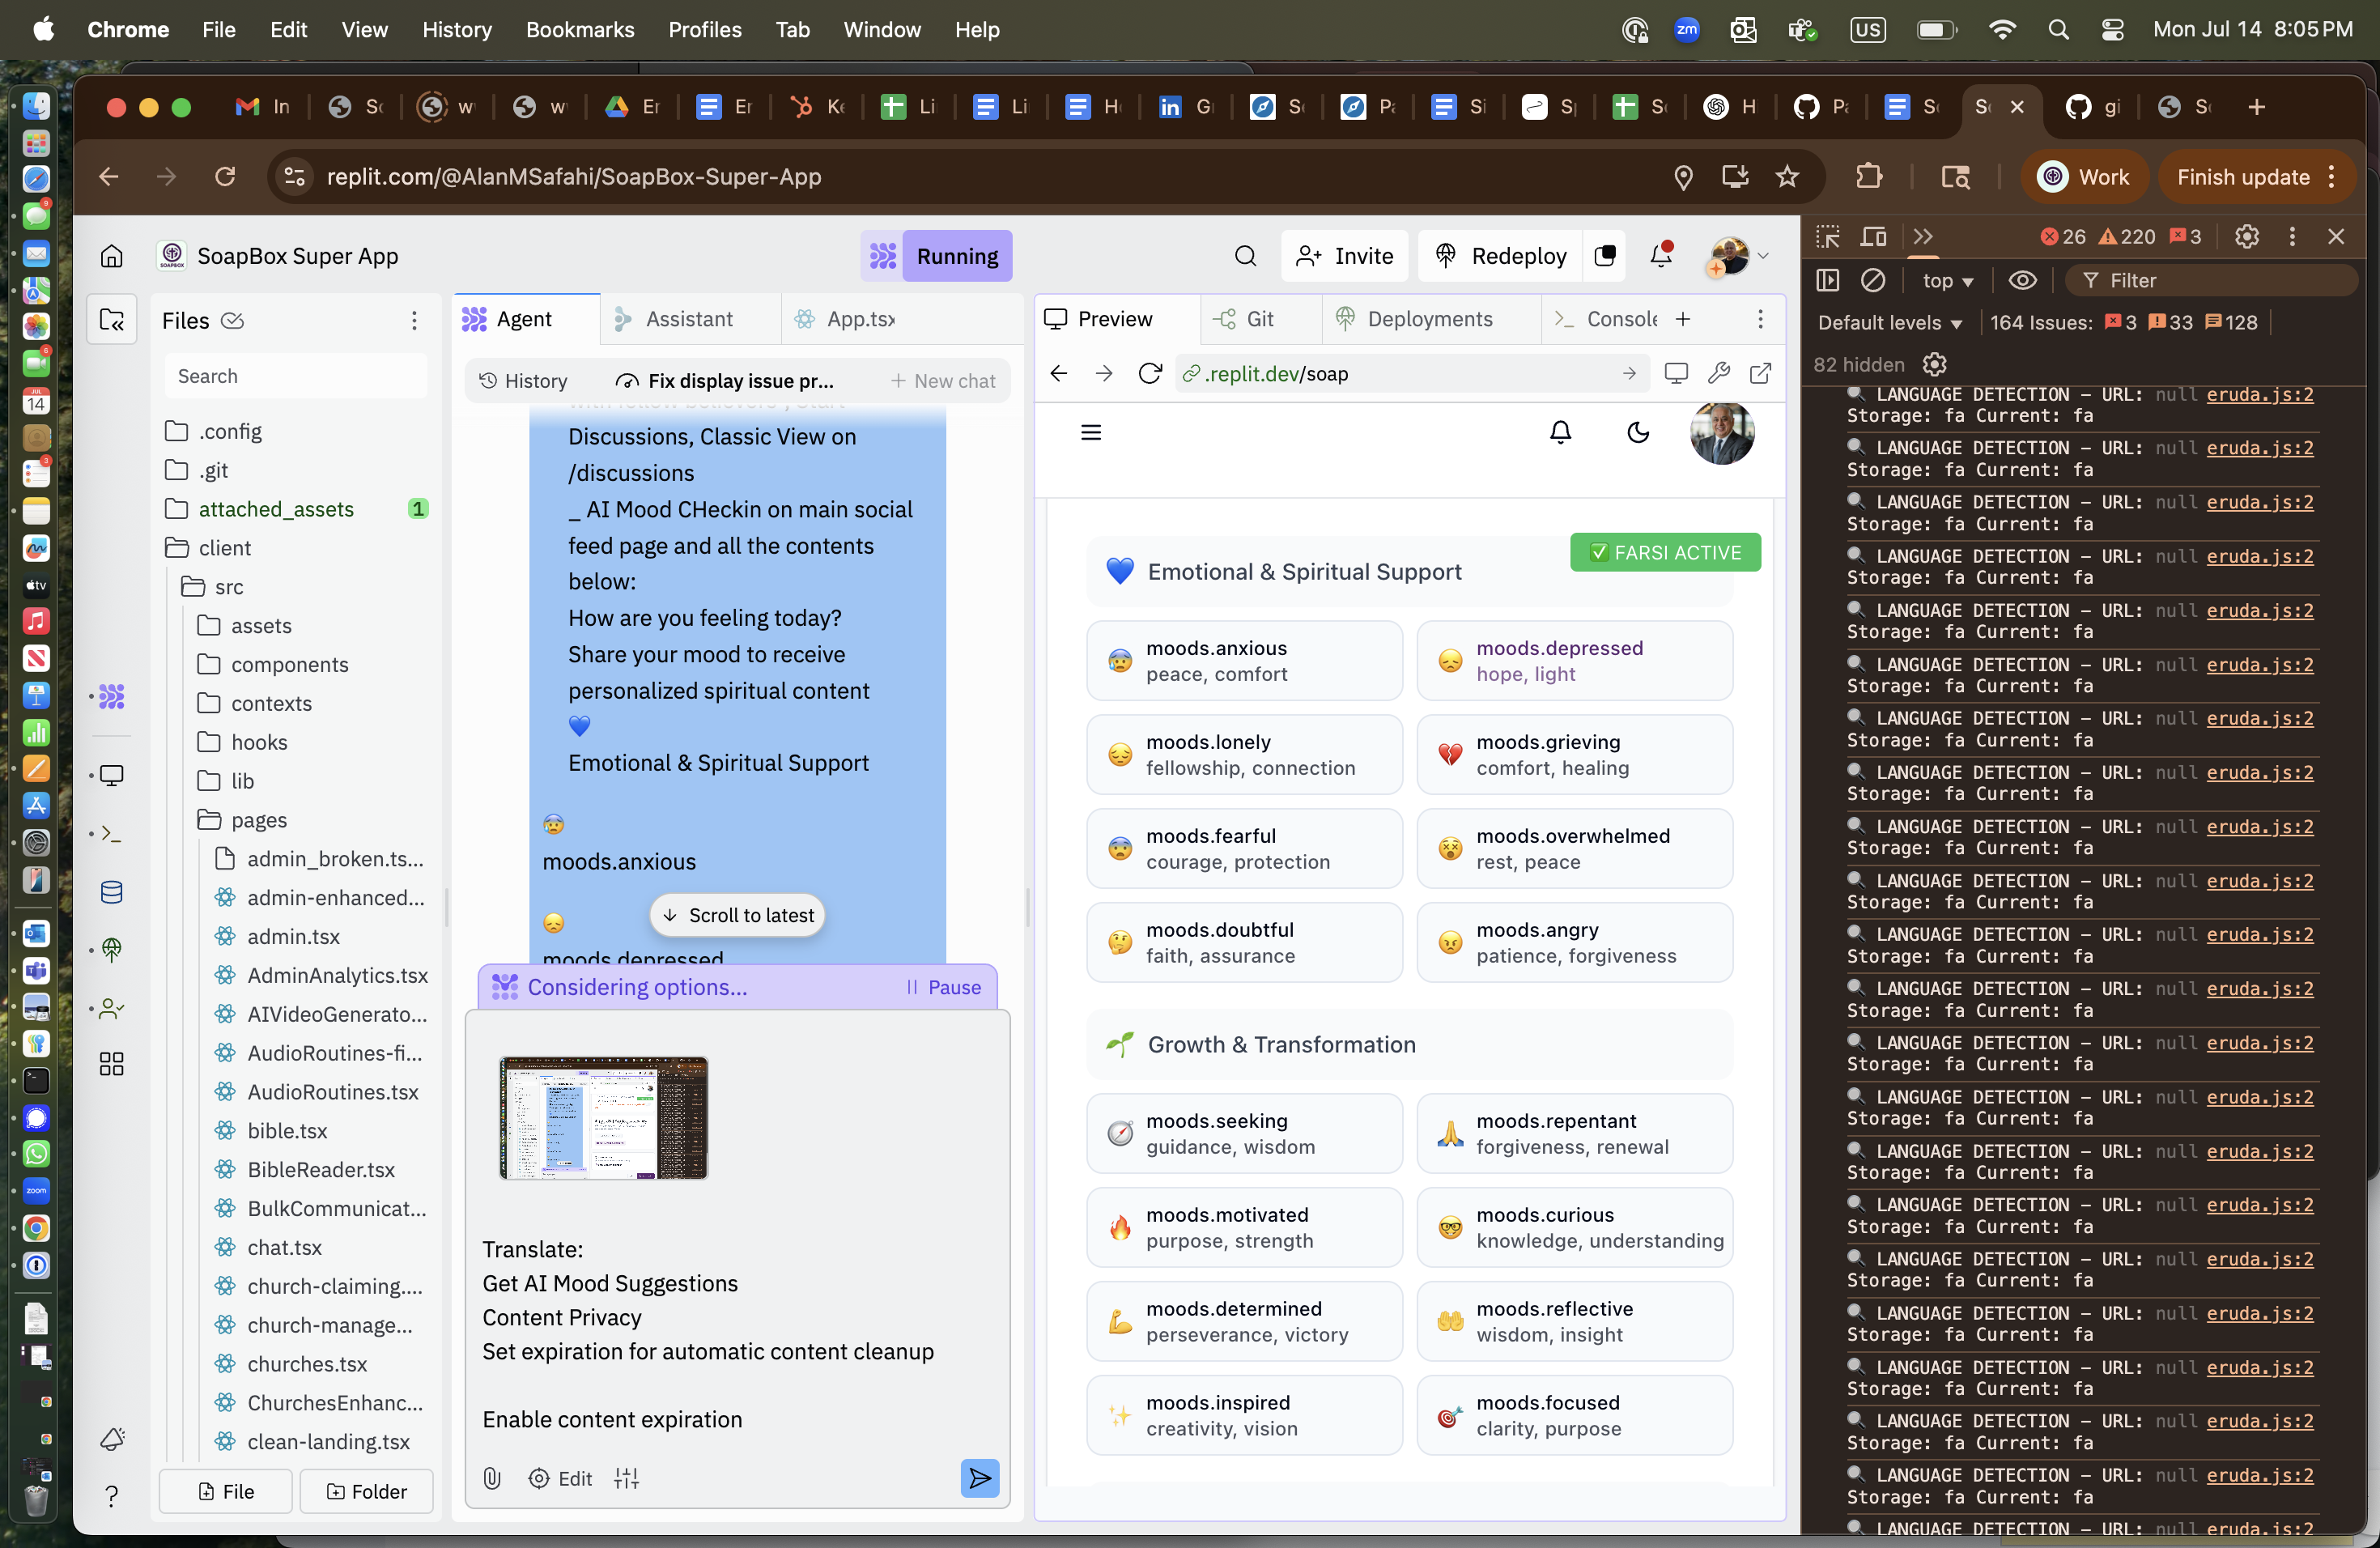 Chrome File Edit View History Bookmarks Profiles Tab Window Help
zm
US
Mon Jul 14 8:05 PM
In
Sc
w
w
Er
Er
Ke
Li
Li
Hc
in G
Sc
Pa
Si
Sp
Sc
H
Pa
Sc
Sc
gi
Sc
replit.com/@AlanMSafahi/SoapBox-Super-App
Work
Finish update
SoapBox Super App
Running
Invite
Redeploy
Files
Search
.config
.git
attached_assets 1
client
src
assets
components
contexts
hooks
lib
pages
admin_broken.ts...
admin-enhanced...
admin.tsx
AdminAnalytics.tsx
AIVideoGenerato...
AudioRoutines-fi...
AudioRoutines.tsx
bible.tsx
BibleReader.tsx
BulkCommunicat...
chat.tsx
church-claiming....
church-manage...
churches.tsx
ChurchesEnhanc...
clean-landing.tsx
File
Folder
Agent
Assistant
App.tsx
History
Fix display issue pr...
+ New chat
with fellow believers", Start
Discussions, Classic View on
/discussions
_ AI Mood CHeckin on main social
feed page and all the contents
below:
How are you feeling today?
Share your mood to receive
personalized spiritual content
💙
Emotional & Spiritual Support
😰
moods.anxious
😞
moods.depressed
Scroll to latest
Considering options...
Pause
Translate:
Get AI Mood Suggestions
Content Privacy
Set expiration for automatic content cleanup
Enable content expiration
Edit
Preview
Git
Deployments
Console
.replit.dev/soap
✅ FARSI ACTIVE
💙 Emotional & Spiritual Support
😰 moods.anxious
peace, comfort
😞 moods.depressed
hope, light
😔 moods.lonely
fellowship, connection
💔 moods.grieving
comfort, healing
😨 moods.fearful
courage, protection
😵 moods.overwhelmed
rest, peace
🤔 moods.doubtful
faith, assurance
😠 moods.angry
patience, forgiveness
🌱 Growth & Transformation
🧭 moods.seeking
guidance, wisdom
🙏 moods.repentant
forgiveness, renewal
🔥 moods.motivated
purpose, strength
🤓 moods.curious
knowledge, understanding
💪 moods.determined
perseverance, victory
🤲 moods.reflective
wisdom, insight
✨ moods.inspired
creativity, vision
🎯 moods.focused
clarity, purpose
26 220 3
top
Filter
Default levels
164 Issues: 3 33 128
82 hidden
🔍 LANGUAGE DETECTION – URL: null eruda.js:2
Storage: fa Current: fa
🔍 LANGUAGE DETECTION – URL: null eruda.js:2
Storage: fa Current: fa
🔍 LANGUAGE DETECTION – URL: null eruda.js:2
Storage: fa Current: fa
🔍 LANGUAGE DETECTION – URL: null eruda.js:2
Storage: fa Current: fa
🔍 LANGUAGE DETECTION – URL: null eruda.js:2
Storage: fa Current: fa
🔍 LANGUAGE DETECTION – URL: null eruda.js:2
Storage: fa Current: fa
🔍 LANGUAGE DETECTION – URL: null eruda.js:2
Storage: fa Current: fa
🔍 LANGUAGE DETECTION – URL: null eruda.js:2
Storage: fa Current: fa
🔍 LANGUAGE DETECTION – URL: null eruda.js:2
Storage: fa Current: fa
🔍 LANGUAGE DETECTION – URL: null eruda.js:2
Storage: fa Current: fa
🔍 LANGUAGE DETECTION – URL: null eruda.js:2
Storage: fa Current: fa
🔍 LANGUAGE DETECTION – URL: null eruda.js:2
Storage: fa Current: fa
🔍 LANGUAGE DETECTION – URL: null eruda.js:2
Storage: fa Current: fa
🔍 LANGUAGE DETECTION – URL: null eruda.js:2
Storage: fa Current: fa
🔍 LANGUAGE DETECTION – URL: null eruda.js:2
Storage: fa Current: fa
🔍 LANGUAGE DETECTION – URL: null eruda.js:2
Storage: fa Current: fa
🔍 LANGUAGE DETECTION – URL: null eruda.js:2
Storage: fa Current: fa
🔍 LANGUAGE DETECTION – URL: null eruda.js:2
Storage: fa Current: fa
🔍 LANGUAGE DETECTION – URL: null eruda.js:2
Storage: fa Current: fa
🔍 LANGUAGE DETECTION – URL: null eruda.js:2
Storage: fa Current: fa
🔍 LANGUAGE DETECTION – URL: null eruda.js:2
Storage: fa Current: fa
🔍 LANGUAGE DETECTION – URL: null eruda.js:2